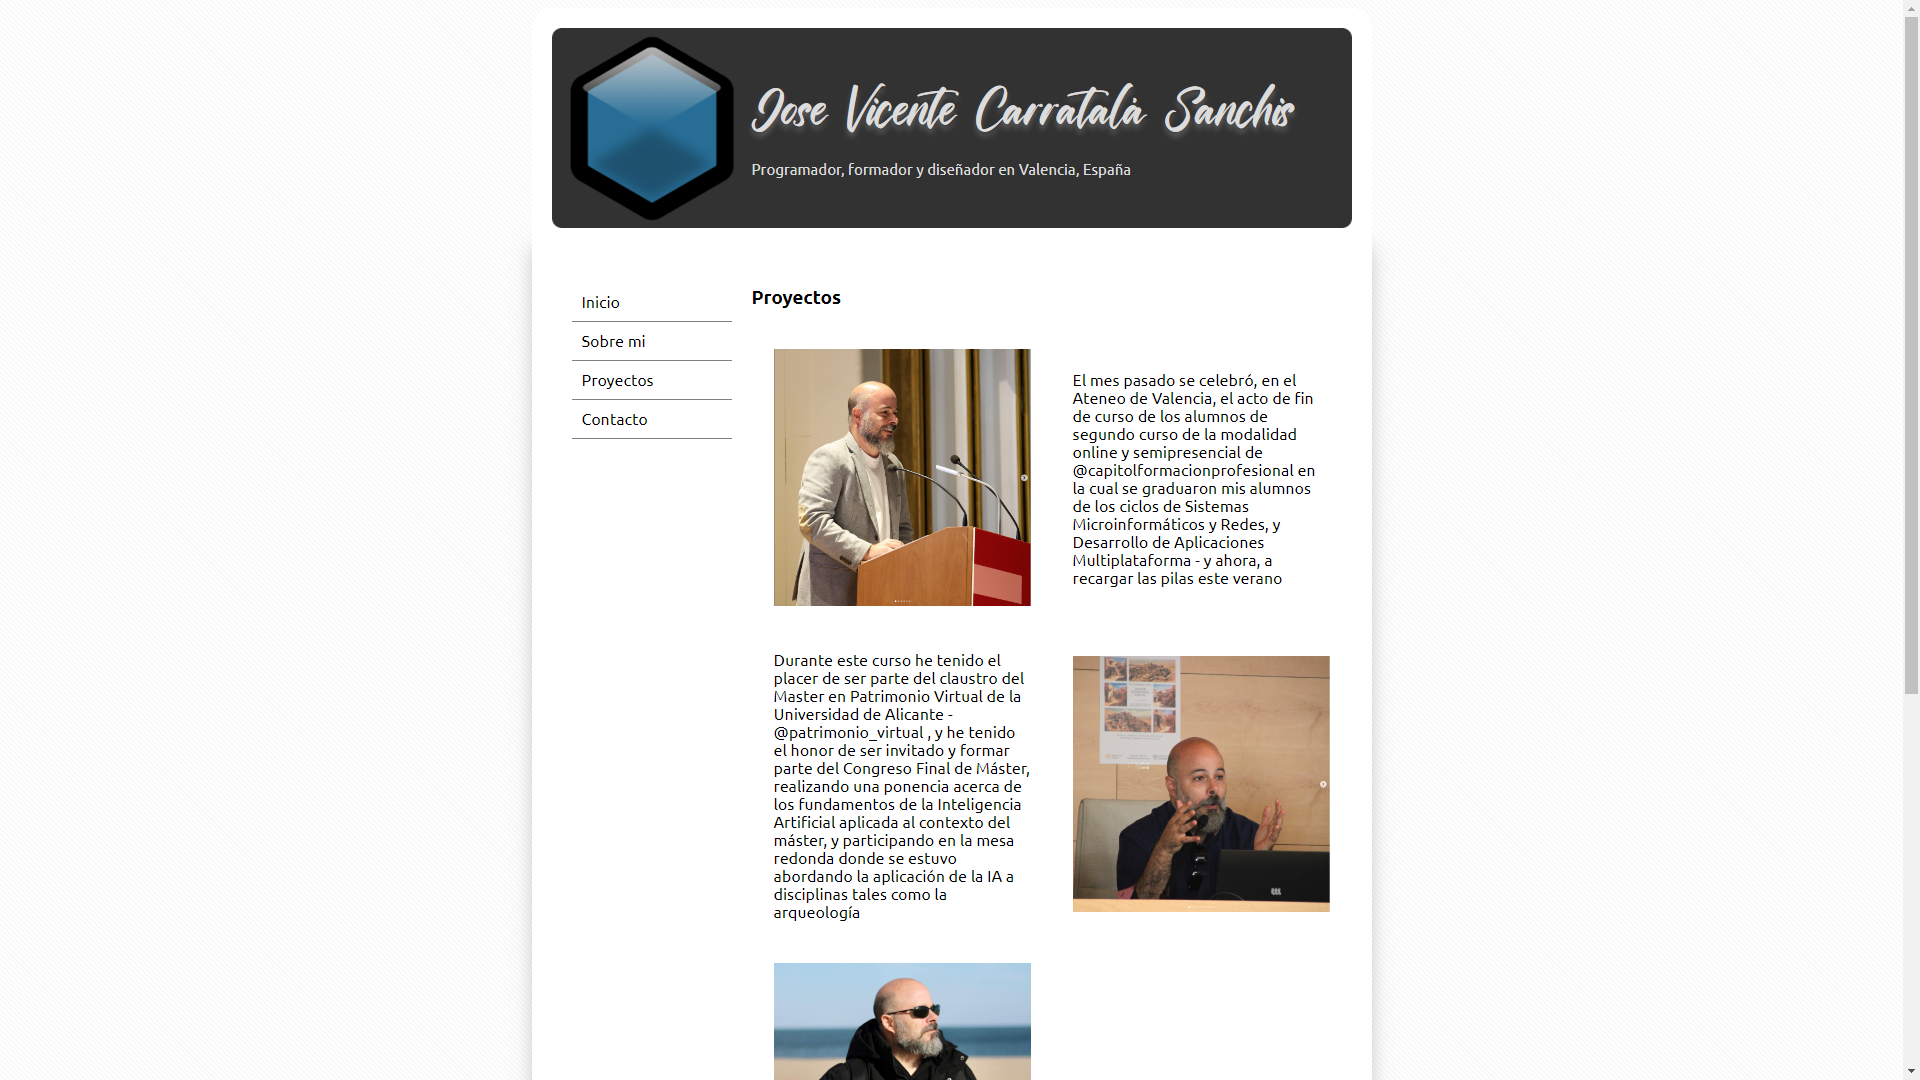 Jose Vicente Carratalá Sanchis
Programador, formador y diseñador en Valencia, España
Inicio
Sobre mi
Proyectos
Contacto
Proyectos
El mes pasado se celebró, en el
Ateneo de Valencia, el acto de fin
de curso de los alumnos de
segundo curso de la modalidad
online y semipresencial de
@capitolformacionprofesional en
la cual se graduaron mis alumnos
de los ciclos de Sistemas
Microinformáticos y Redes, y
Desarrollo de Aplicaciones
Multiplataforma - y ahora, a
recargar las pilas este verano
Durante este curso he tenido el
placer de ser parte del claustro del
Master en Patrimonio Virtual de la
Universidad de Alicante -
@patrimonio_virtual , y he tenido
el honor de ser invitado y formar
parte del Congreso Final de Máster,
realizando una ponencia acerca de
los fundamentos de la Inteligencia
Artificial aplicada al contexto del
máster, y participando en la mesa
redonda donde se estuvo
abordando la aplicación de la IA a
disciplinas tales como la
arqueología